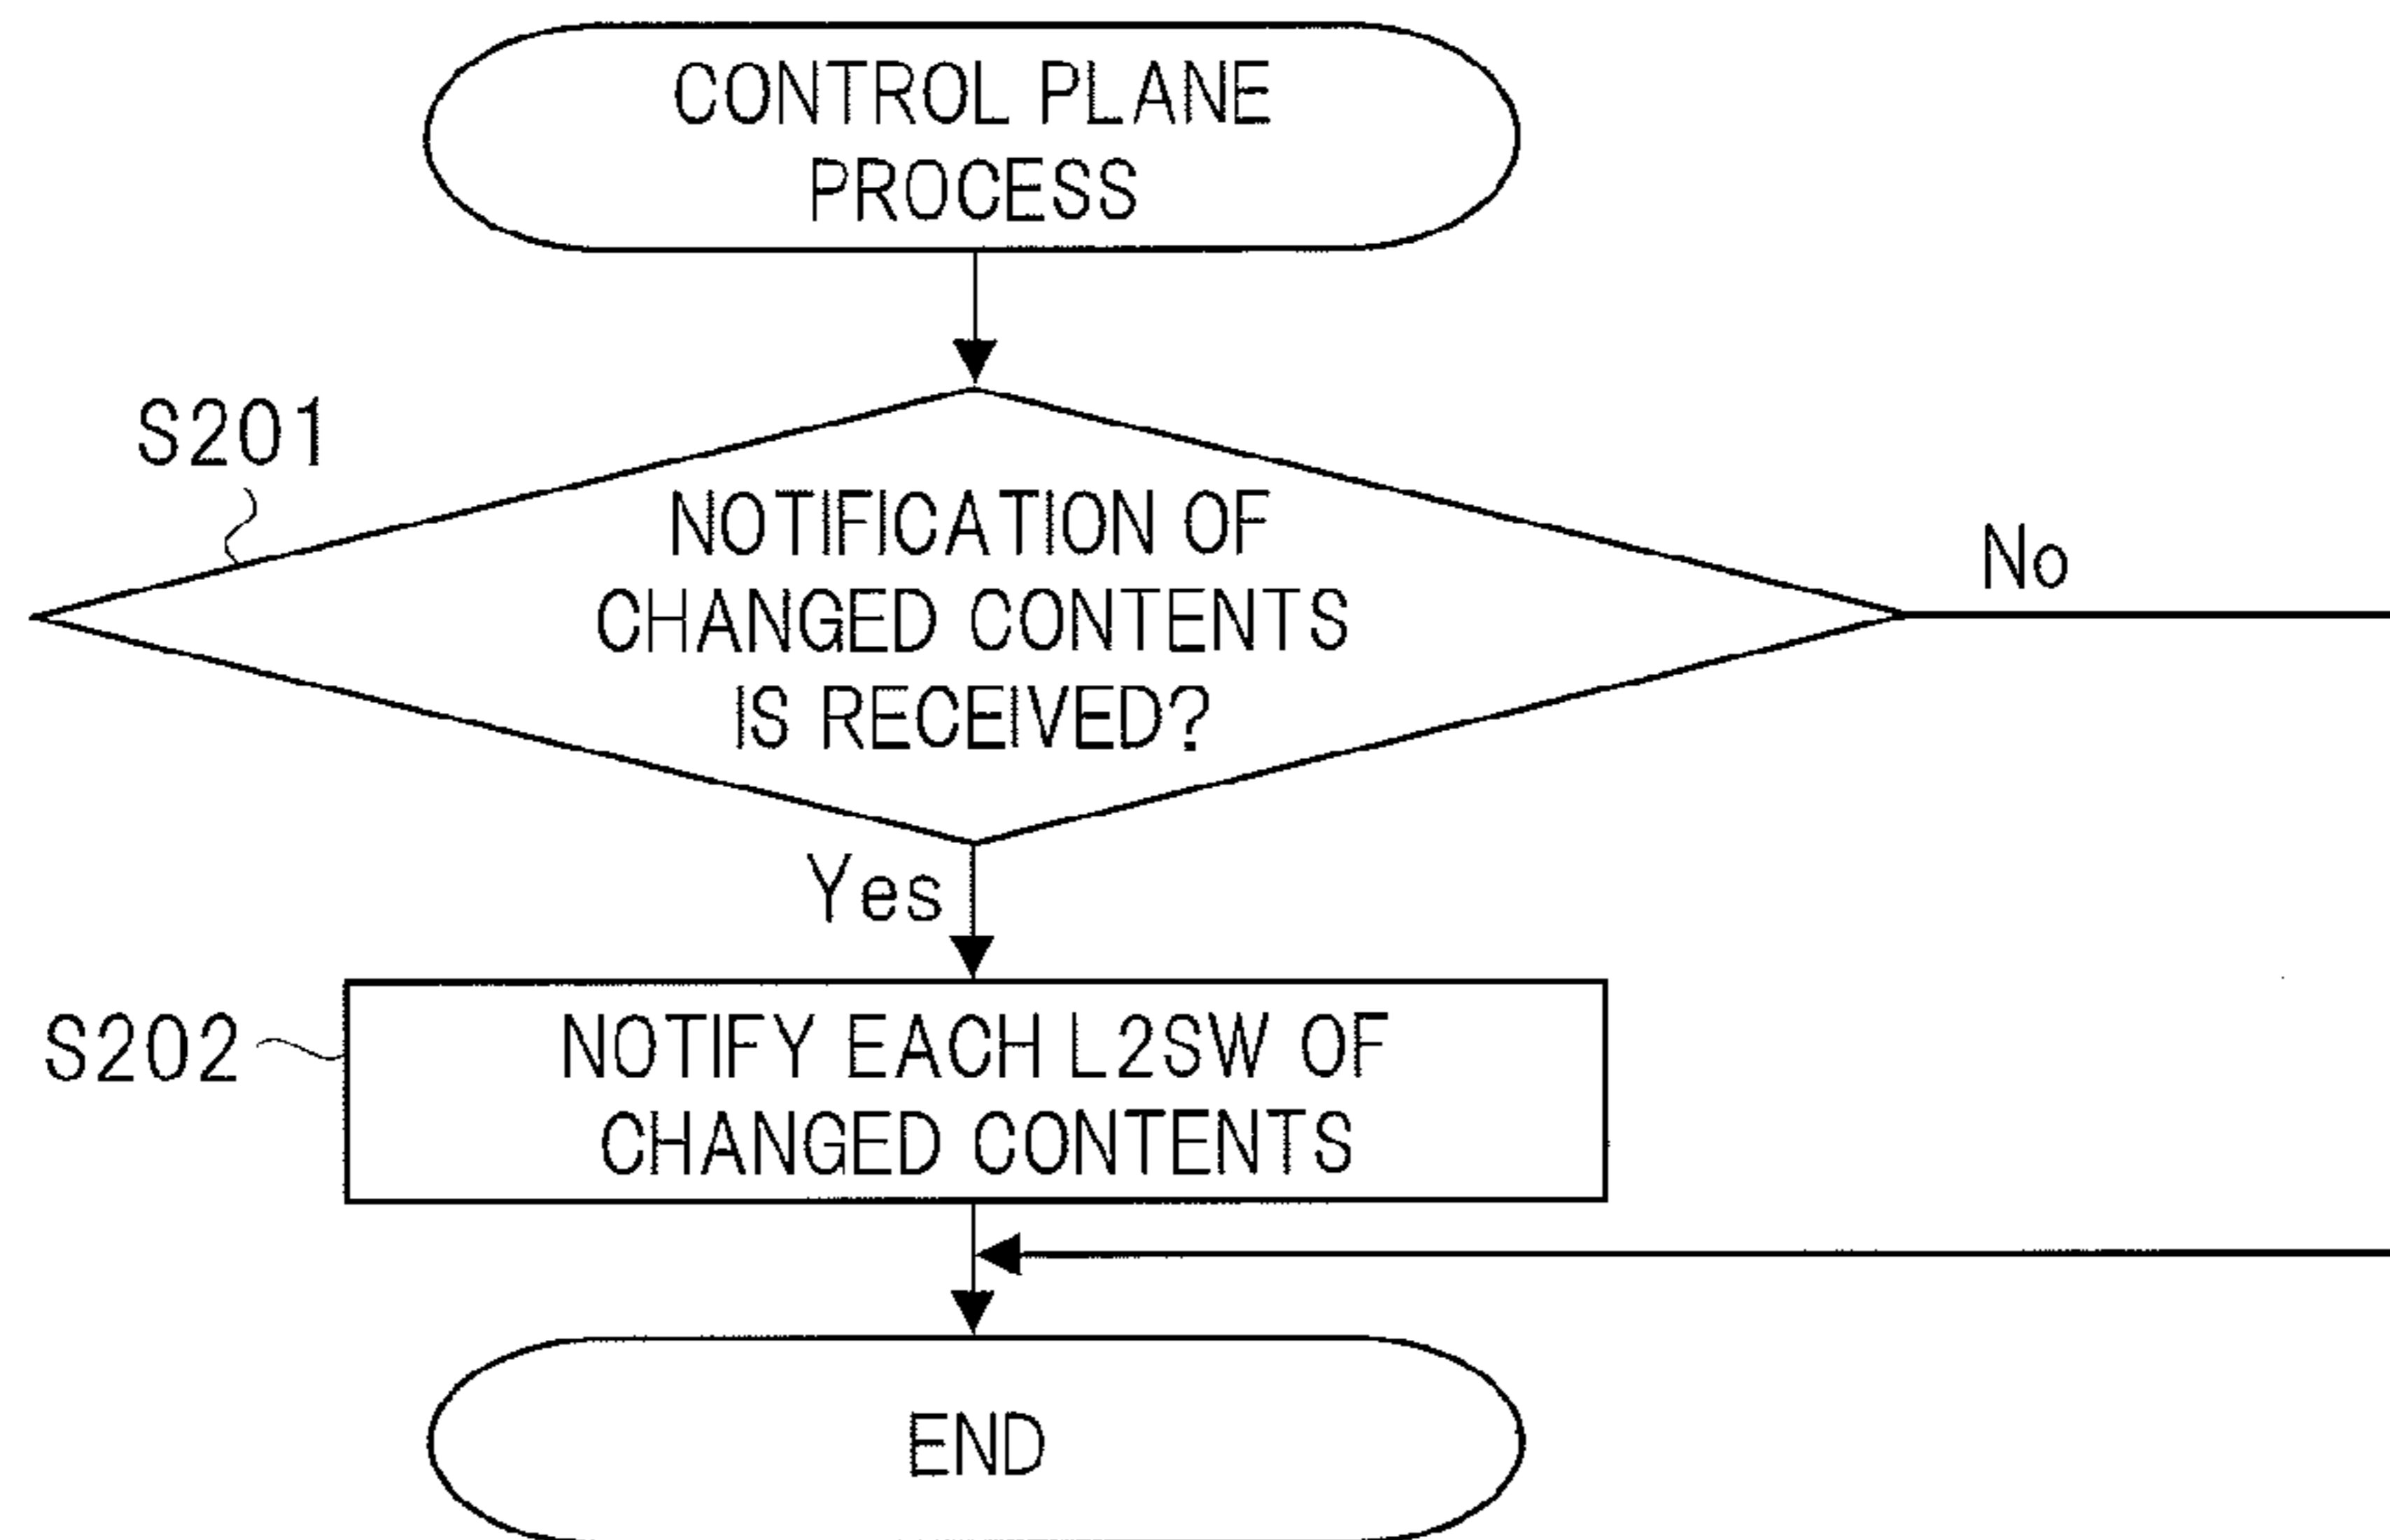 CONTROL PLANE
PROCESS
S201
NOTIFICATION OF
CHANGED CONTENTS
IS RECEIVED?
No
Yes
S202
NOTIFY EACH L2SW OF
CHANGED CONTENTS
END